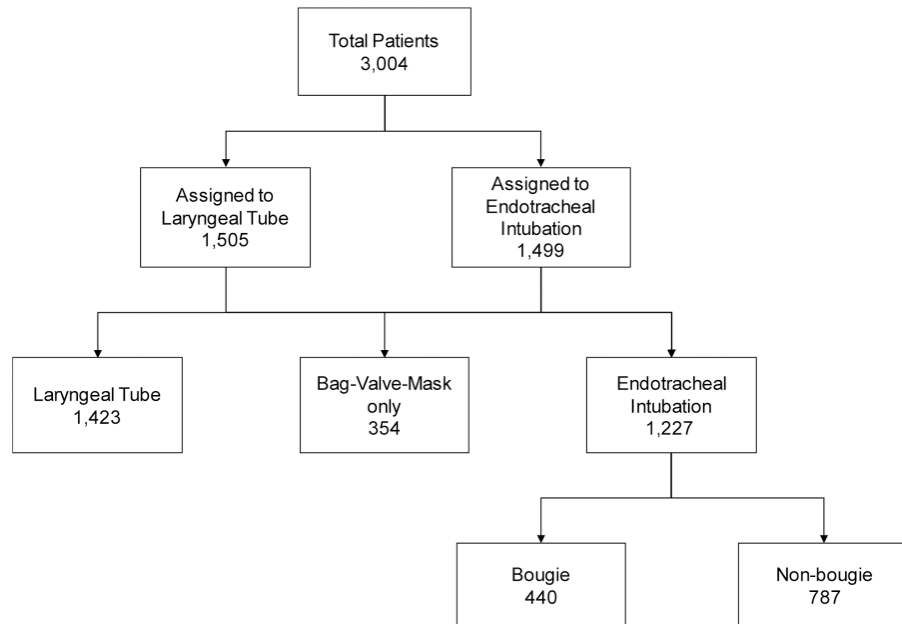 Total Patients
3,004
Assigned to
Laryngeal Tube
1,505
Assigned to
Endotracheal
Intubation
1,499
Laryngeal Tube
1,423
Bag-Valve-Mask
only
354
Endotracheal
Intubation
1,227
Bougie
440
Non-bougie
787